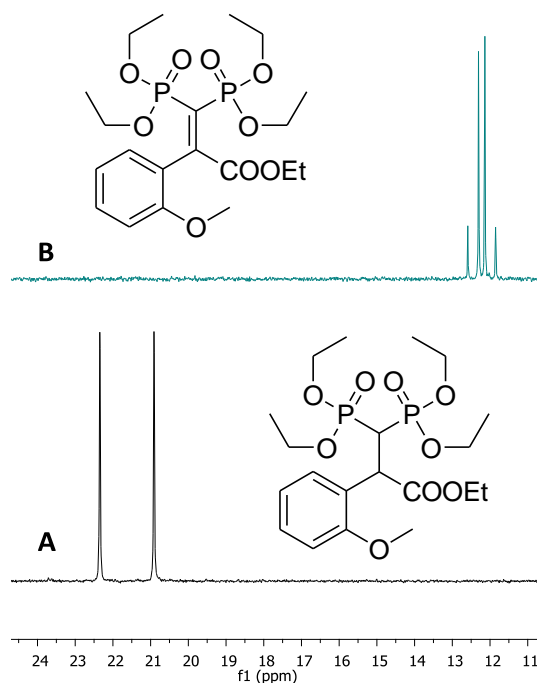 O O O O
P P
O O
COOEt
O
B
O O O O
P P
O O
COOEt
O
A
24 23 22 21 20 19 18 17 16 15 14 13 12 11
f1 (ppm)